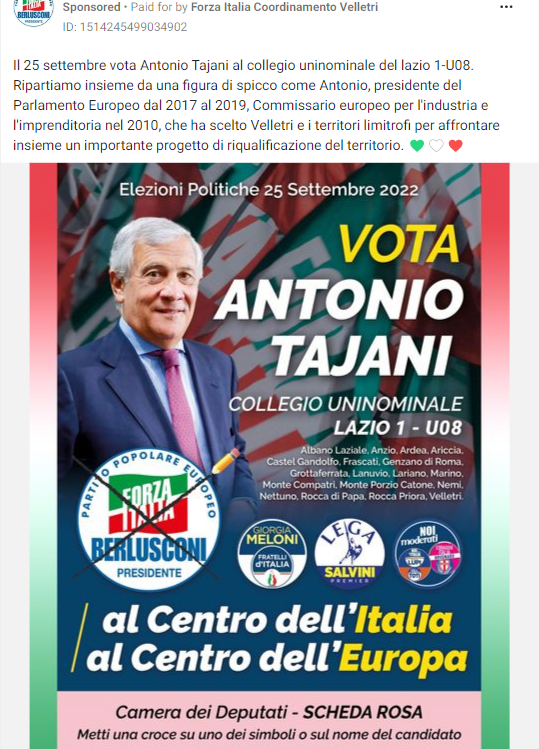 BERLUSCONI
PRESIDENTE
Sponsored • Paid for by Forza Italia Coordinamento Velletri
ID: 1514245499034902
Il 25 settembre vota Antonio Tajani al collegio uninominale del lazio 1-U08.
Ripartiamo insieme da una figura di spicco come Antonio, presidente del
Parlamento Europeo dal 2017 al 2019, Commissario europeo per l'industria e
l'imprenditoria nel 2010, che ha scelto Velletri e i territori limitrofi per affrontare
insieme un importante progetto di riqualificazione del territorio.
Elezioni Politiche 25 Settembre 2022
VOTA
ANTONIO
TAJANI
COLLEGIO UNINOMINALE
LAZIO 1 - U08
Albano Laziale, Anzio, Ardea, Ariccia,
Castel Gandolfo, Frascati, Genzano di Roma,
Grottaferrata, Lanuvio, Lariano, Marino,
Monte Compatri, Monte Porzio Catone, Nemi,
Nettuno, Rocca di Papa, Rocca Priora, Velletri.
PARTITO POPOLARE EUROPEO
FORZA
ITALIA
BERLUSCONI
PRESIDENTE
GIORGIA
MELONI
FRATELLI
d'ITALIA
LEGA
SALVINI
PREMIER
NOI
moderati
al Centro dell'Italia
al Centro dell'Europa
Camera dei Deputati - SCHEDA ROSA
Metti una croce su uno dei simboli o sul nome del candidato